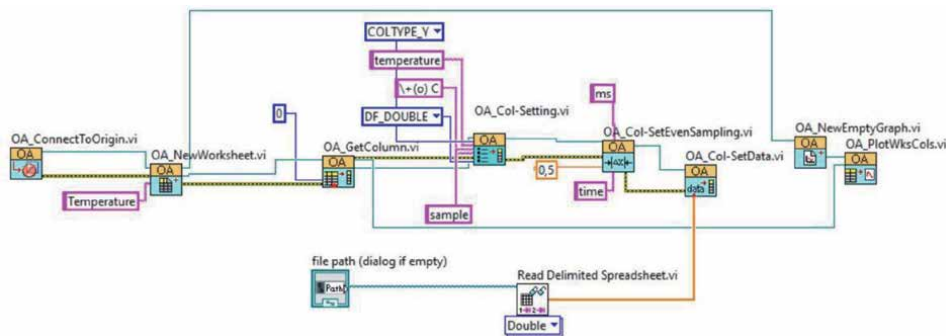 COLTYPE_Y
temperature
\+(o) C
DF_DOUBLE
0
ms
OA_Col-Setting.vi
OA_Col-SetEvenSampling.vi
OA_NewEmptyGraph.vi
OA_PlotWksCols.vi
OA_ConnectToOrigin.vi
OA_NewWorksheet.vi
OA_GetColumn.vi
OA_Col-SetData.vi
OA
OA
OA
OA
OA
OA
OA
OA
0,5
data
Temperature
time
sample
file path (dialog if empty)
Path
Read Delimited Spreadsheet.vi
Double